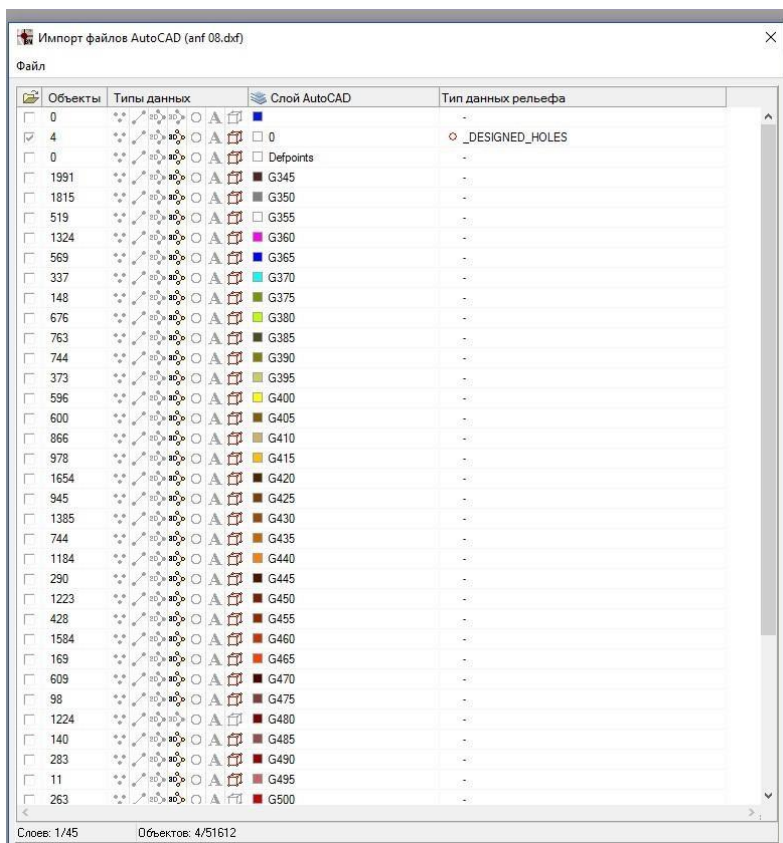 Импорт файлов AutoCAD (anf 08.dxf)
Файл
Объекты Типы данных Слой AutoCAD Тип данных рельефа
0 -
4 0 _DESIGNED_HOLES
0 Defpoints -
1991 G345 -
1815 G350 -
519 G355 -
1324 G360 -
569 G365 -
337 G370 -
148 G375 -
676 G380 -
763 G385 -
744 G390 -
373 G395 -
596 G400 -
600 G405 -
866 G410 -
978 G415 -
1654 G420 -
945 G425 -
1385 G430 -
744 G435 -
1184 G440 -
290 G445 -
1223 G450 -
428 G455 -
1584 G460 -
169 G465 -
609 G470 -
98 G475 -
1224 G480 -
140 G485 -
283 G490 -
11 G495 -
263 G500 -
Слоев: 1/45 Объектов: 4/51612